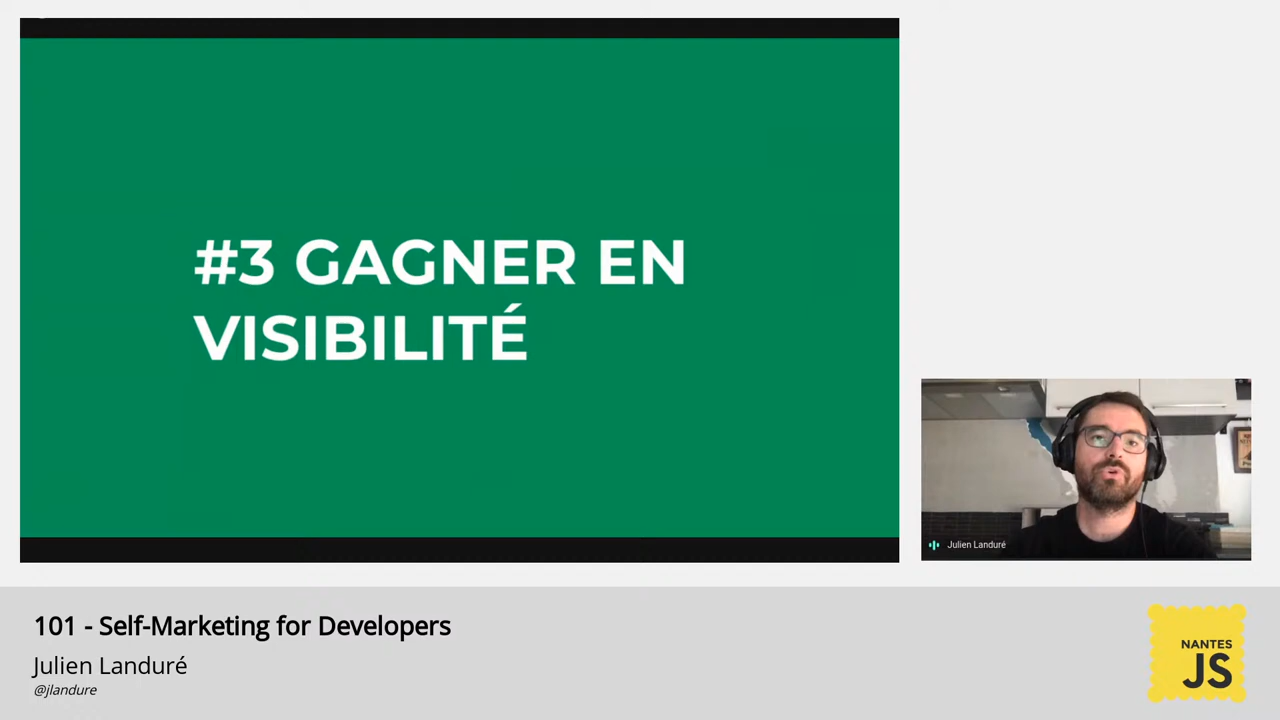 #3 GAGNER EN
VISIBILITÉ
Julien Landuré
101 - Self-Marketing for Developers
Julien Landuré
@jlandure
NANTES
JS